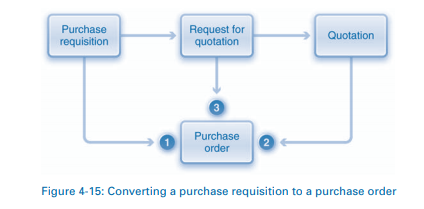 Purchase
requisition
Request for
quotation
Quotation
3
1
Purchase
order
2
Figure 4-15: Converting a purchase requisition to a purchase order